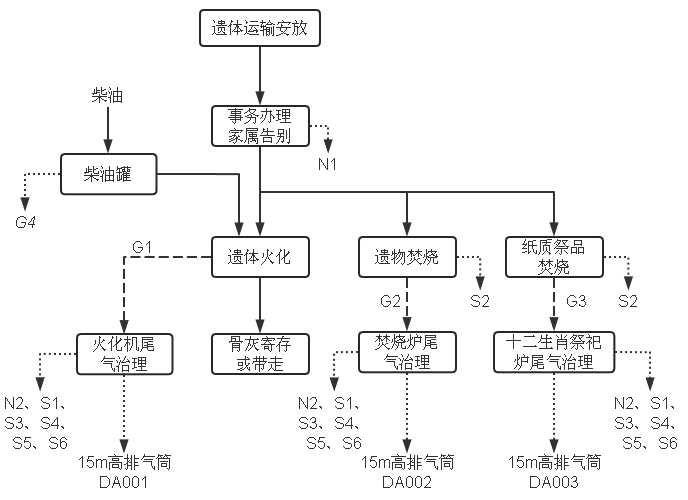 遗体运输安放
柴油
事务办理
家属告别
N1
柴油罐
G4
G1
遗体火化
遗物焚烧
纸质祭品
焚烧
G2
S2
G3
S2
火化机尾
气治理
骨灰寄存
或带走
焚烧炉尾
气治理
十二生肖祭祀
炉尾气治理
N2、S1、
S3、S4、
S5、S6
N2、S1、
S3、S4、
S5、S6
N2、S1、
S3、S4、
S5、S6
15m高排气筒
DA001
15m高排气筒
DA002
15m高排气筒
DA003